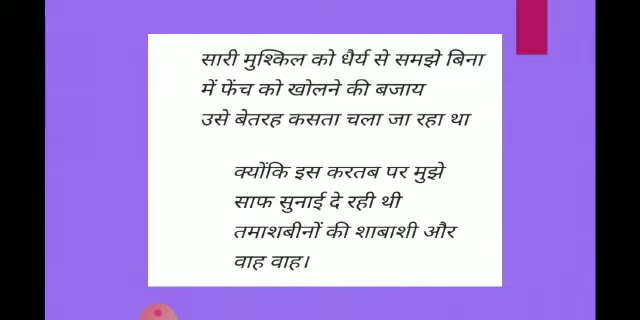 सारी मुश्किल को धैर्य से समझे बिना
में फेंच को खोलने की बजाय
उसे बेतरह कसता चला जा रहा था
क्योंकि इस करतब पर मुझे
साफ सुनाई दे रही थी
तमाशबीनों की शाबाशी और
वाह वाह।